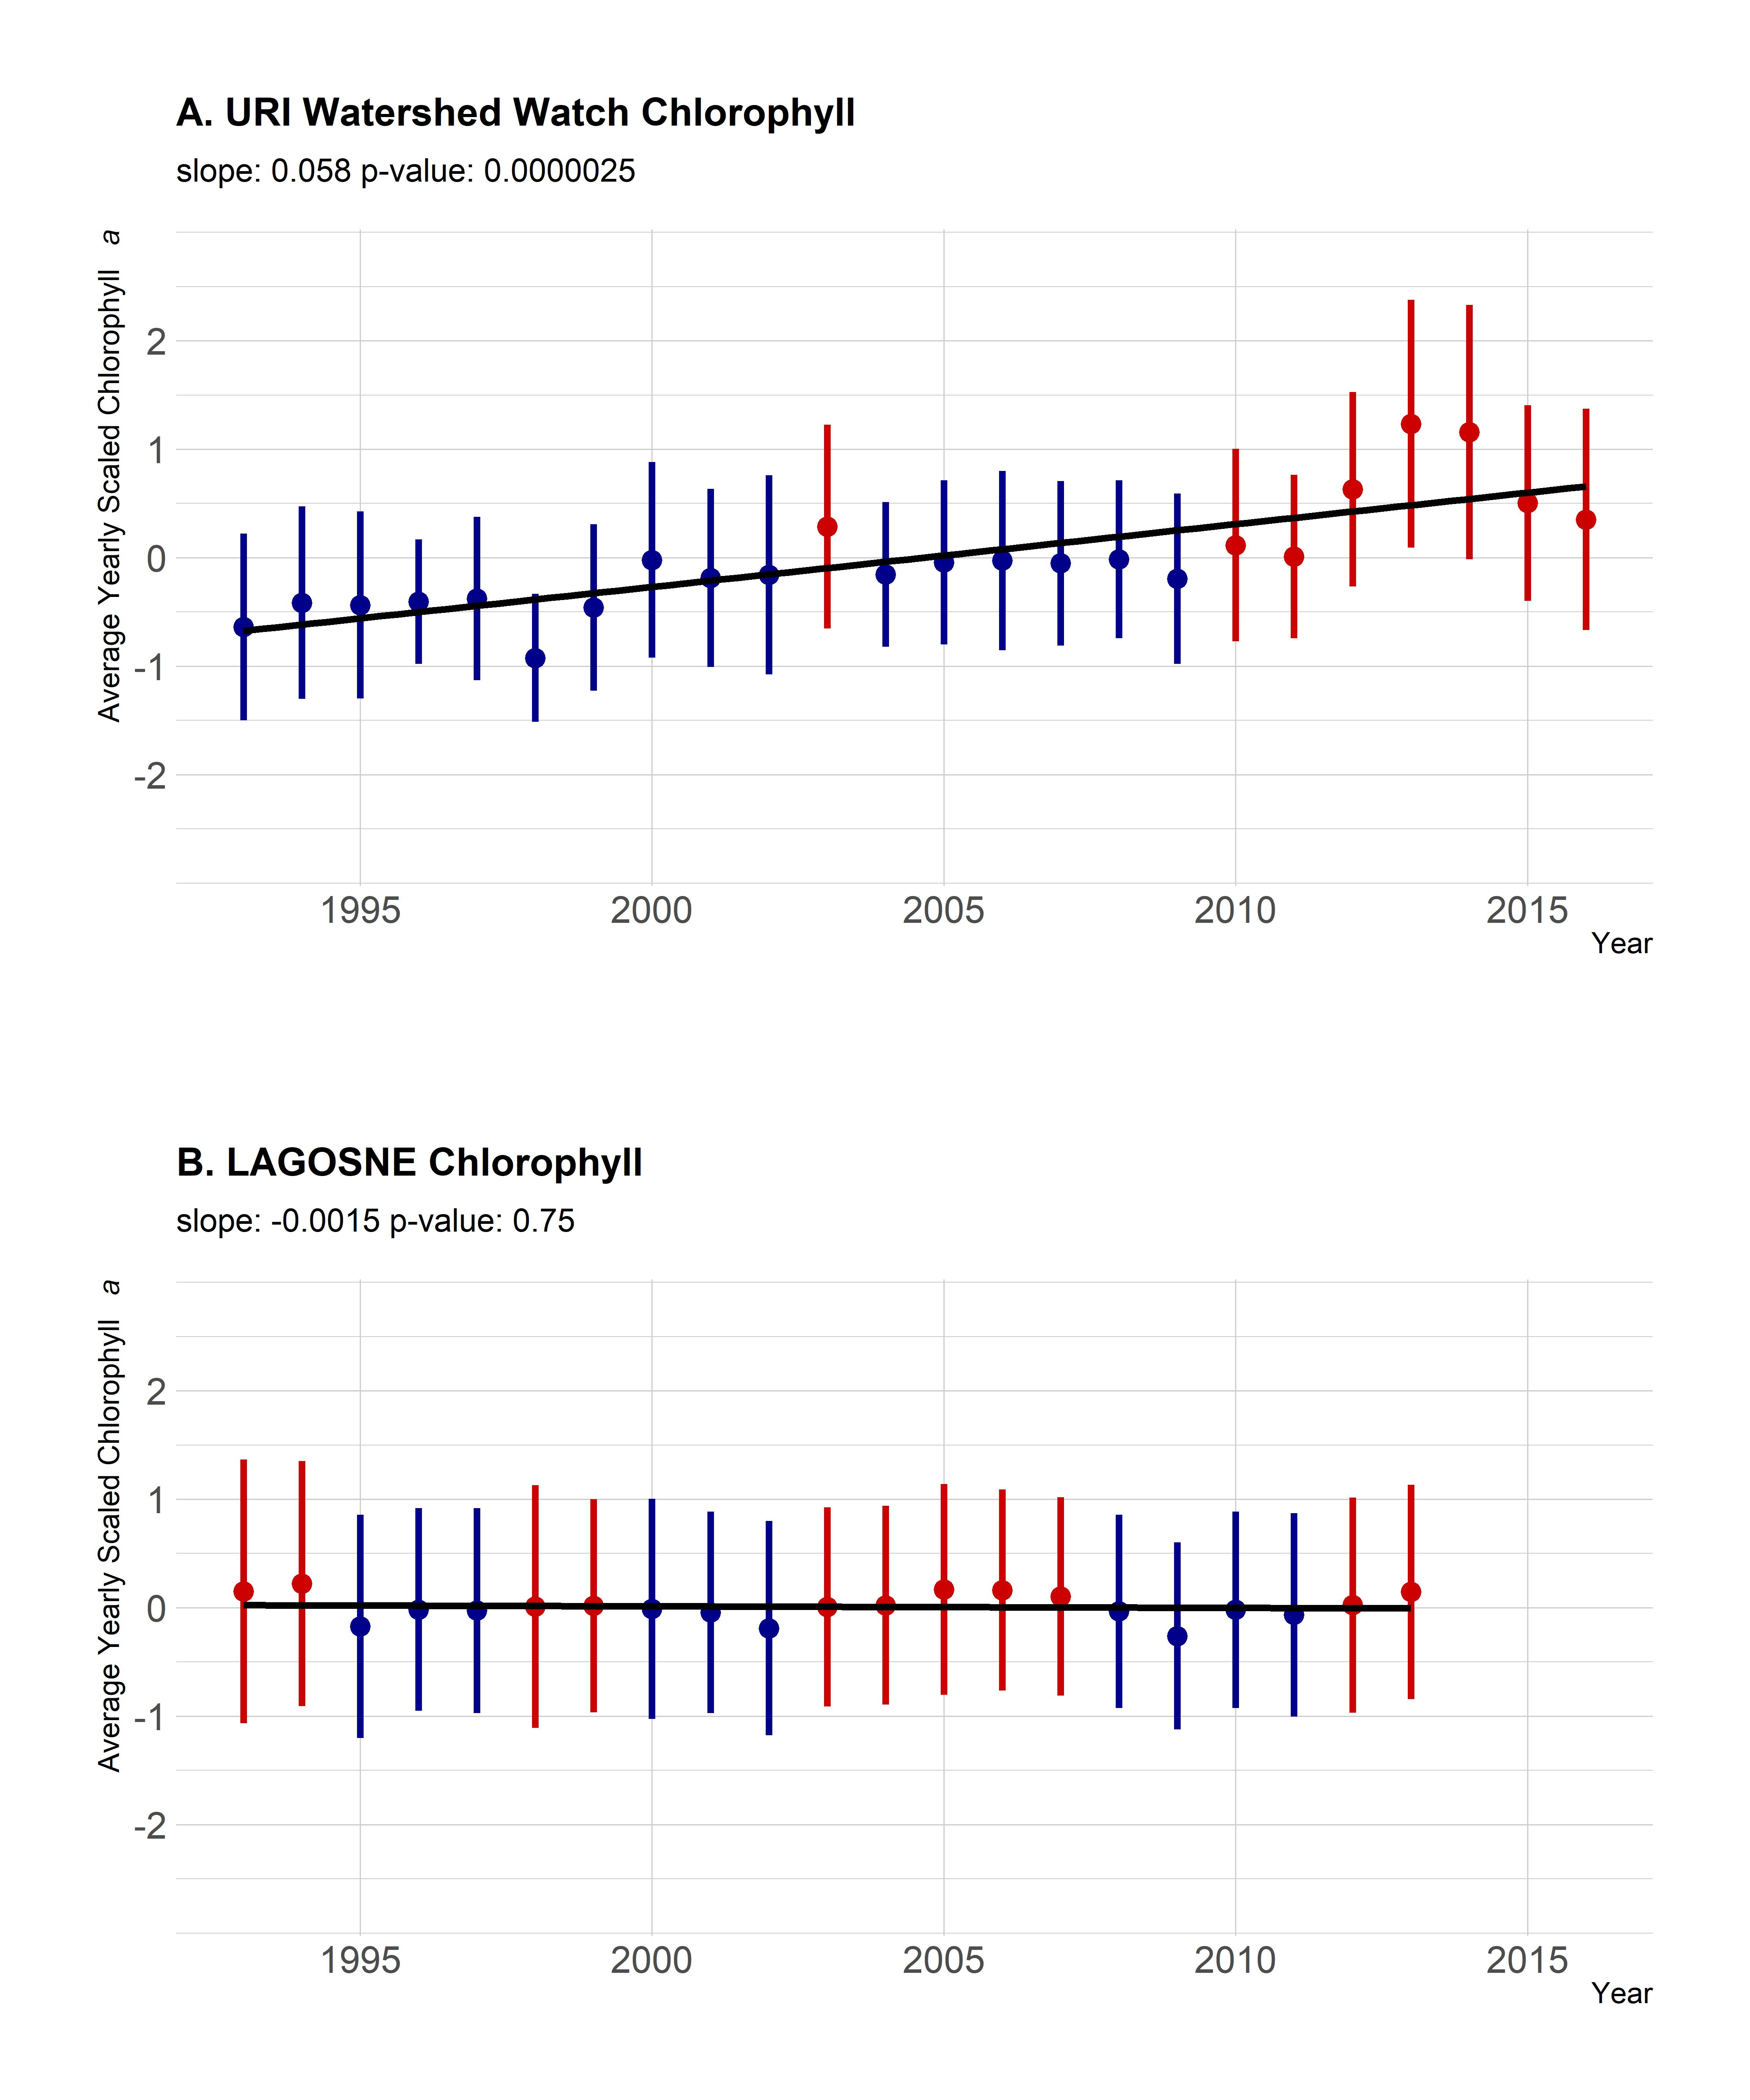 A. URI Watershed Watch Chlorophyll
slope: 0.058 p-value: 0.0000025
Average Yearly Scaled Chlorophyll a
2
1
0
-1
-2
1995 2000 2005 2010 2015
Year
B. LAGOSNE Chlorophyll
slope: -0.0015 p-value: 0.75
Average Yearly Scaled Chlorophyll a
2
1
0
-1
-2
1995 2000 2005 2010 2015
Year